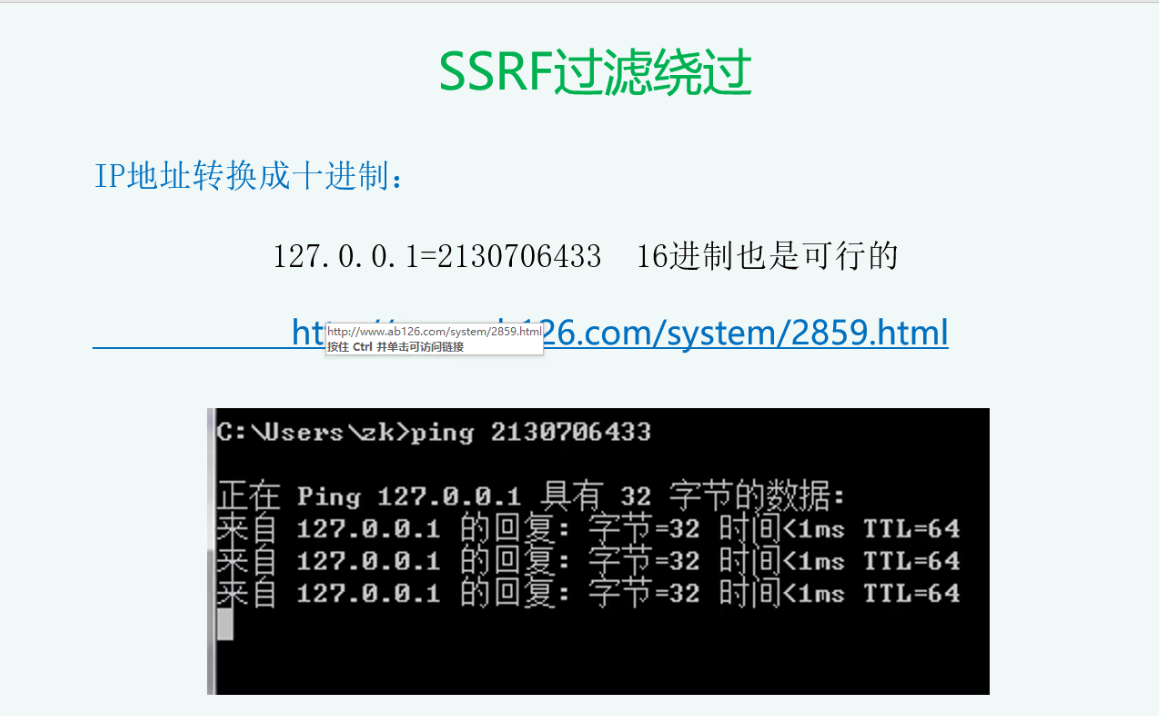 SSRF过滤绕过
IP地址转换成十进制：
127.0.0.1=2130706433 16进制也是可行的
http://www.ab126.com/system/2859.html
http://www.ab126.com/system/2859.html
按住 Ctrl 并单击可访问链接
C:\Users\zk>ping 2130706433
正在 Ping 127.0.0.1 具有 32 字节的数据:
来自 127.0.0.1 的回复: 字节=32 时间<1ms TTL=64
来自 127.0.0.1 的回复: 字节=32 时间<1ms TTL=64
来自 127.0.0.1 的回复: 字节=32 时间<1ms TTL=64